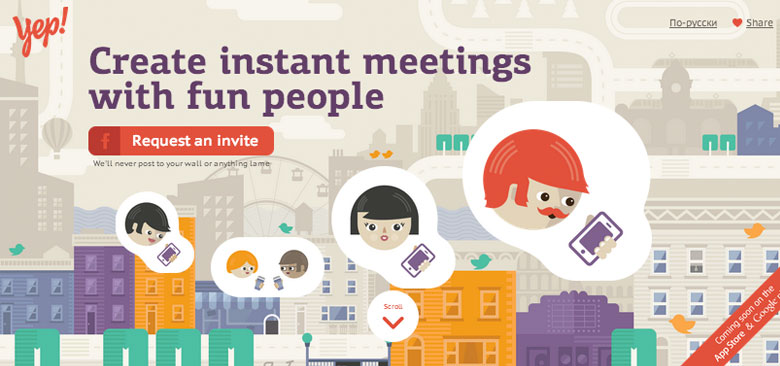 Yep!
По-русски
Share
Create instant meetings
with fun people
f
Request an invite
We'll never post to your wall or anything lame
Scroll
Coming soon on the
App Store & Google